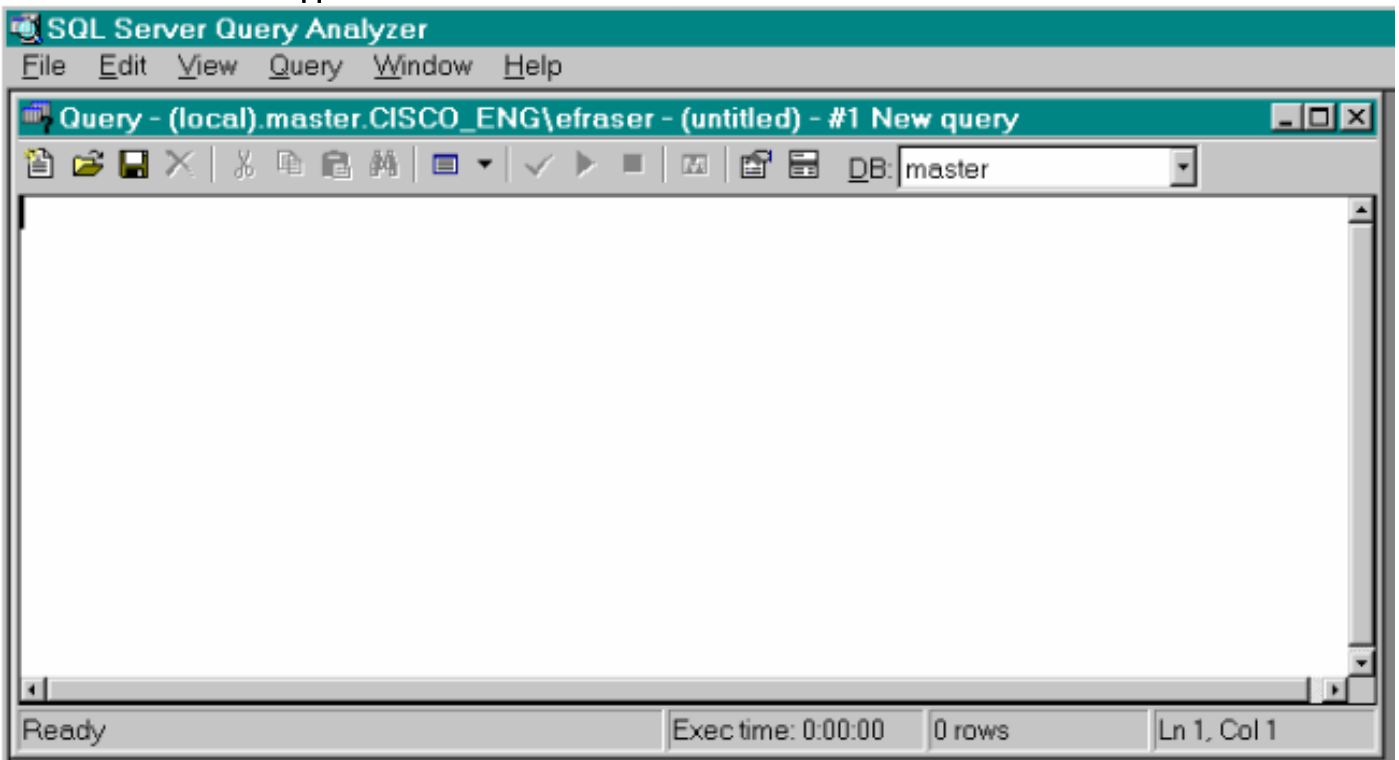 SQL Server Query Analyzer
File Edit View Query Window Help
Query - (local).master.CISCO_ENG\efraser - (untitled) - #1 New query
DB: master
Ready Exec time: 0:00:00 0 rows Ln 1, Col 1